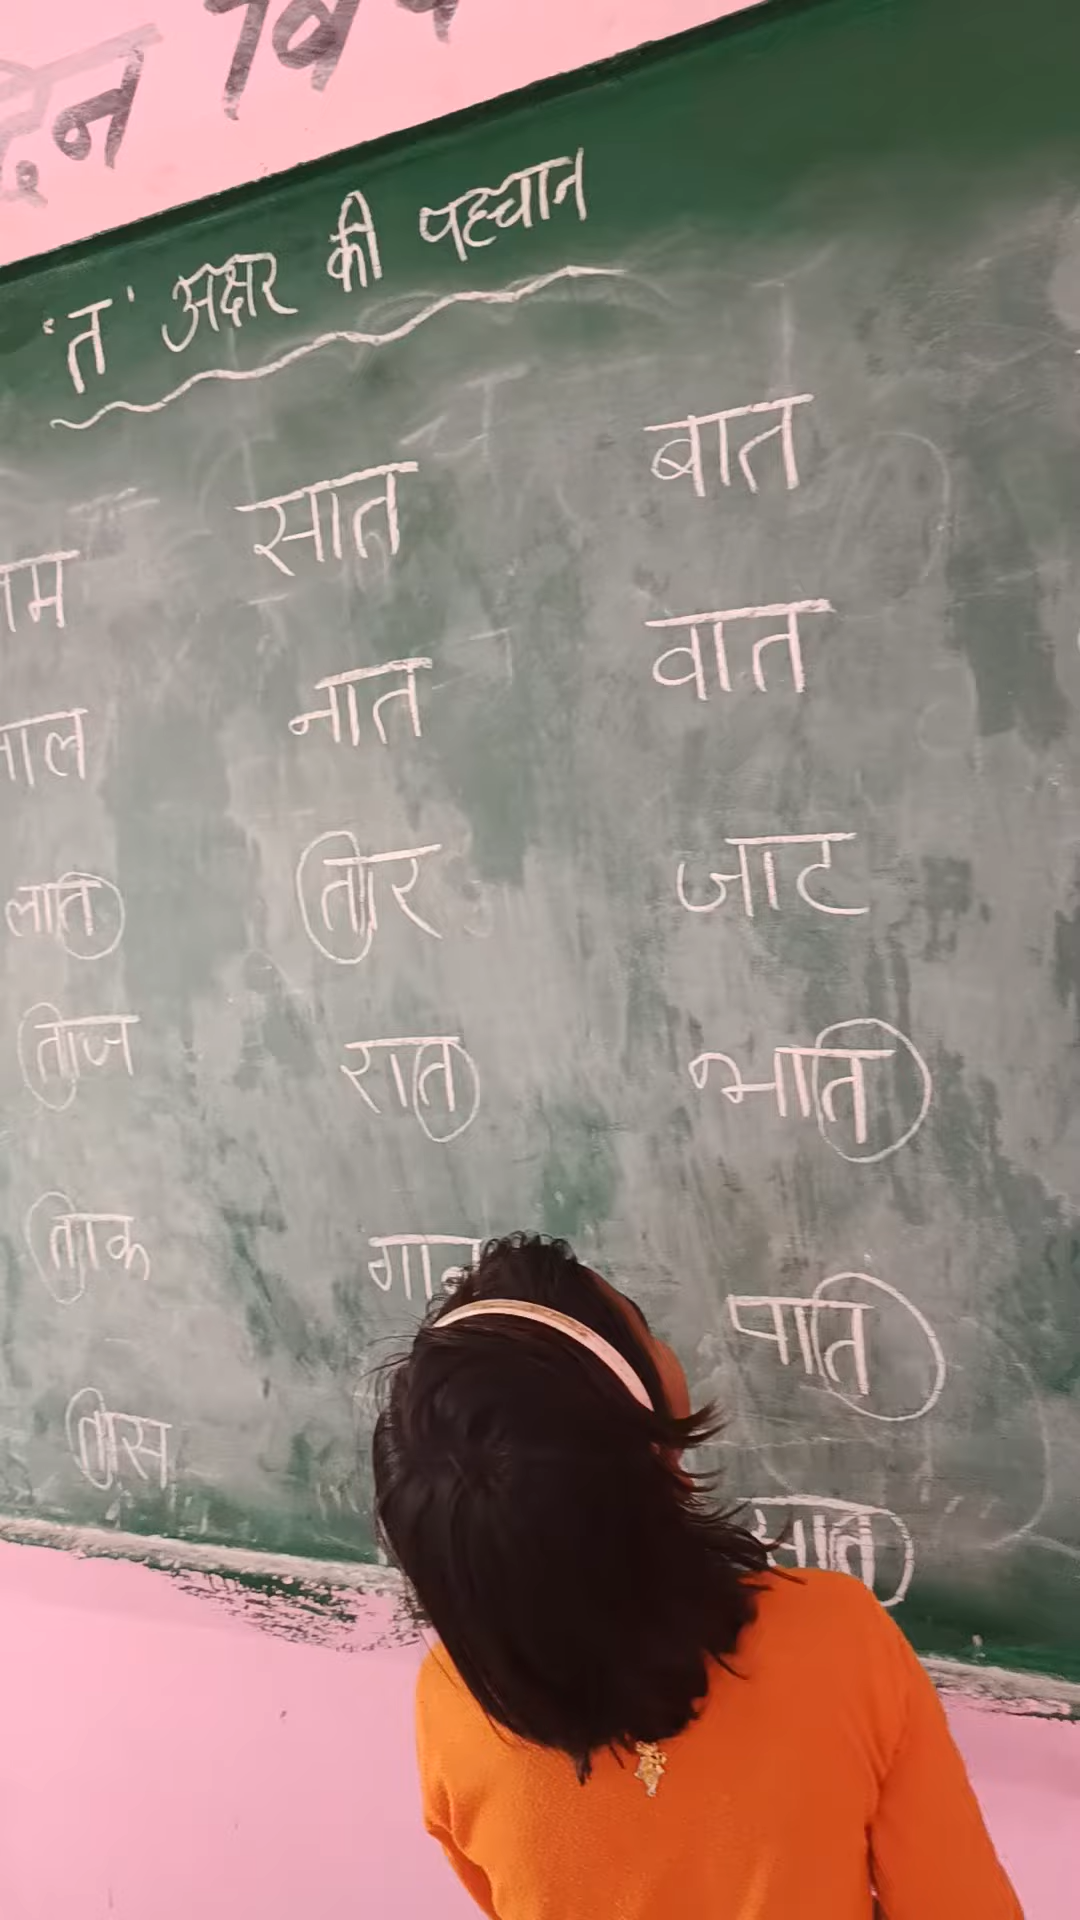 दिन
'त' अक्षर की पहचान
सात बात
नात वात
लात तार जाट
ताज रात भात
ताक पात
तास